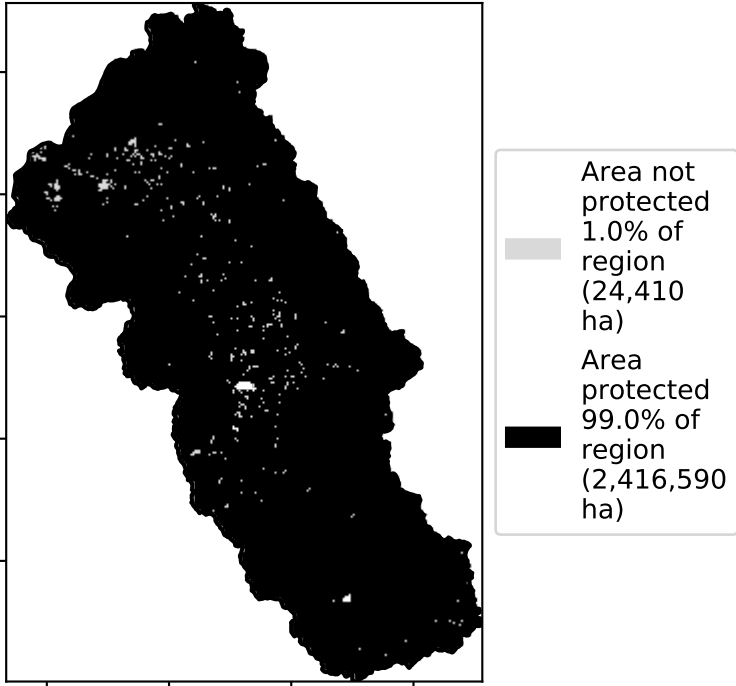 Area not
protected
1.0% of
region
(24,410
ha)
Area
protected
99.0% of
region
(2,416,590
ha)